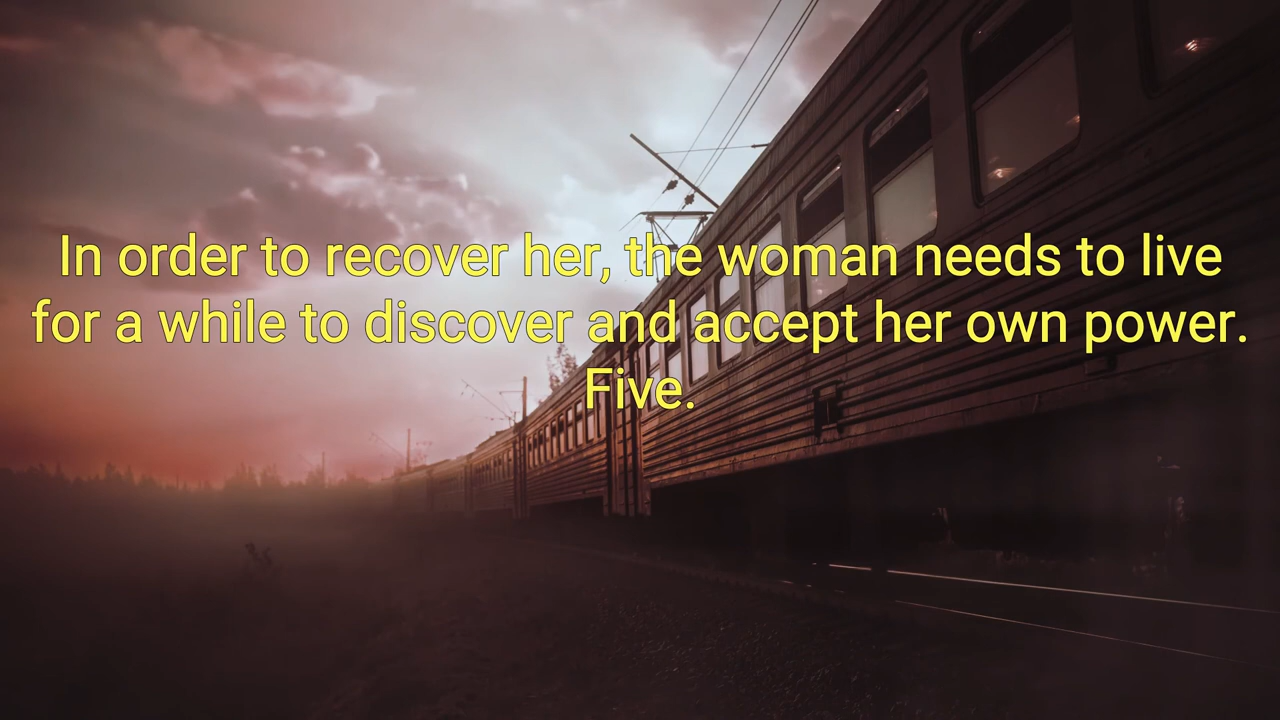 In order to recover her, the woman needs to live
for a while to discover and accept her own power.
Five.